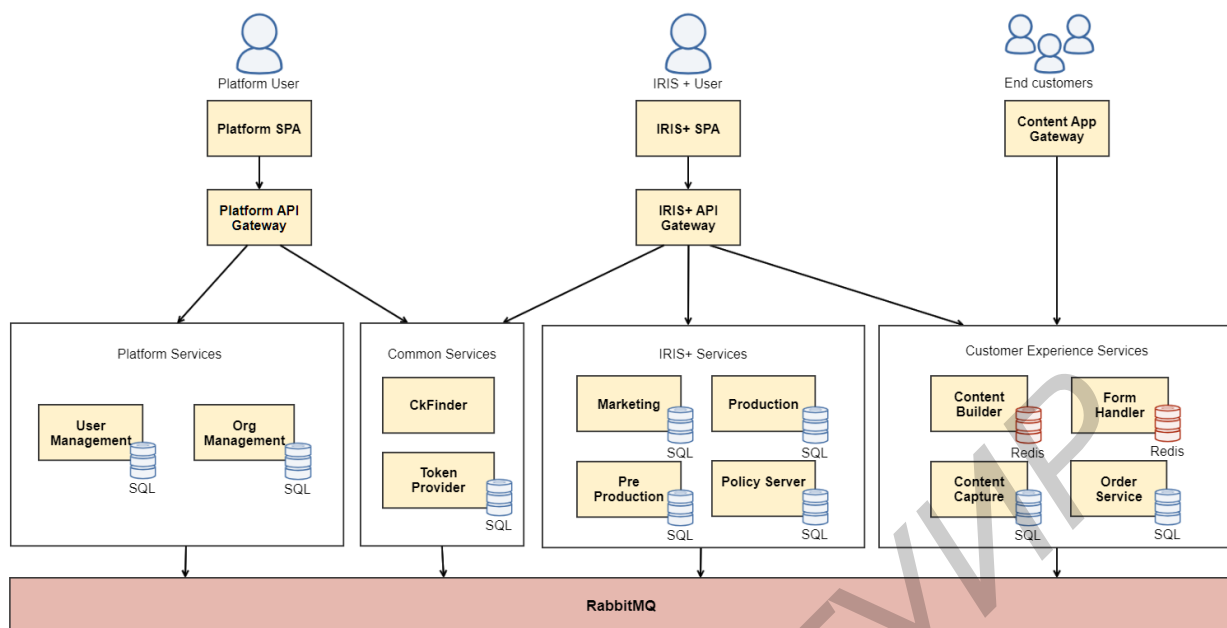 Platform User
IRIS + User
End customers
Platform SPA
IRIS+ SPA
Content App
Gateway
Platform API
Gateway
IRIS+ API
Gateway
Platform Services
Common Services
IRIS+ Services
Customer Experience Services
User
Management
SQL
Org
Management
SQL
CkFinder
Token
Provider
SQL
Marketing
SQL
Production
SQL
Pre
Production
SQL
Policy Server
SQL
Content
Builder
Redis
Form
Handler
Redis
Content
Capture
SQL
Order
Service
SQL
RabbitMQ